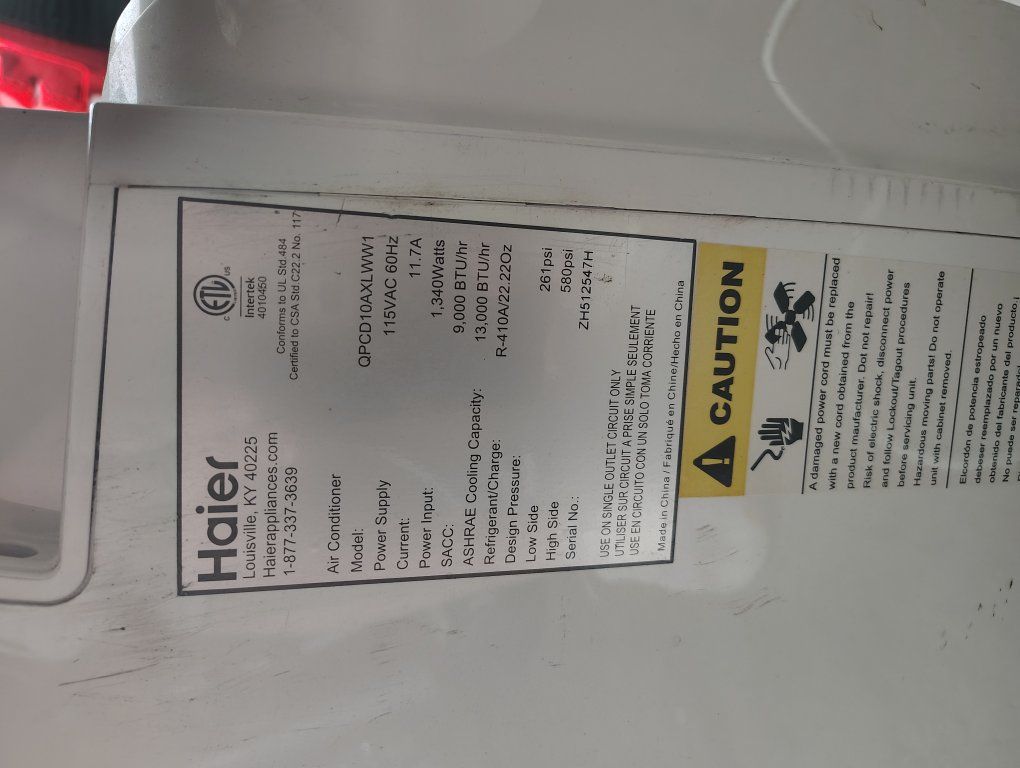 Haier
Louisville, KY 40225
Haierappliances.com
1-877-337-3639
ETL
c us
Intertek
4010450
Conforms to UL Std.484
Certified to CSA Std C22.2 No. 117
Air Conditioner
Model: QPCD10AXLWW1
Power Supply 115VAC 60Hz
Current: 11.7A
Power Input: 1,340Watts
SACC: 9,000 BTU/hr
ASHRAE Cooling Capacity: 13,000 BTU/hr
Refrigerant/Charge: R-410A/22.22Oz
Design Pressure:
Low Side 261psi
High Side 580psi
Serial No.: ZH512547H
USE ON SINGLE OUTLET CIRCUIT ONLY
UTILISER SUR CIRCUIT A PRISE SIMPLE SEULEMENT
USE EN CIRCUITO CON UN SOLO TOMA CORRIENTE
Made in China / Fabriqué en Chine/Hecho en China
CAUTION
A damaged power cord must be replaced
with a new cord obtained from the
product maufacturer. Dot not repair!
Risk of electric shock, disconnect power
and follow Lockout/Tagout procedures
before servicing unit.
Hazardous moving parts! Do not operate
unit with cabinet removed.
Elcordón de potencia estropeado
debeser reemplazado por un nuevo
obtenido del fabricante del producto.¡
No puede ser reparado!